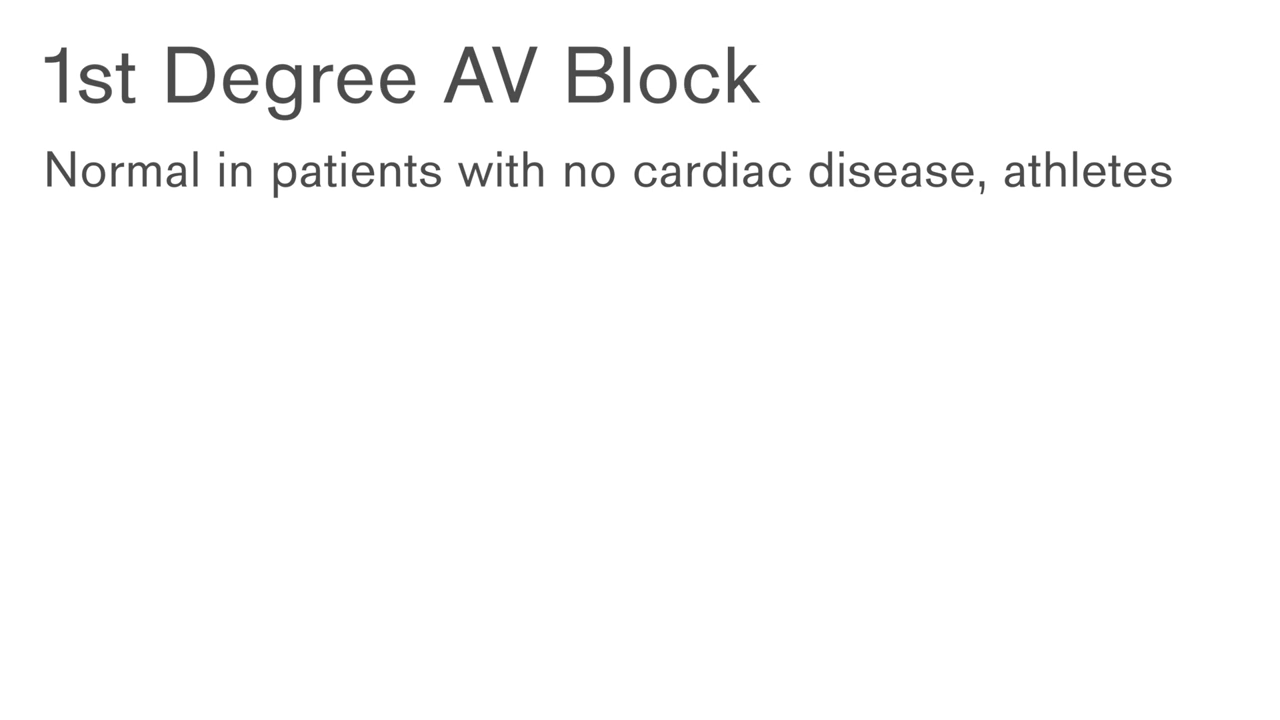 1st Degree AV Block
Normal in patients with no cardiac disease, athletes